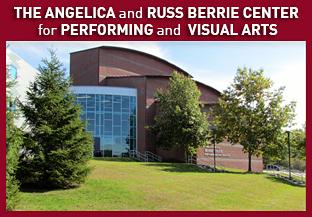 THE ANGELICA and RUSS BERRIE CENTER
for PERFORMING and VISUAL ARTS